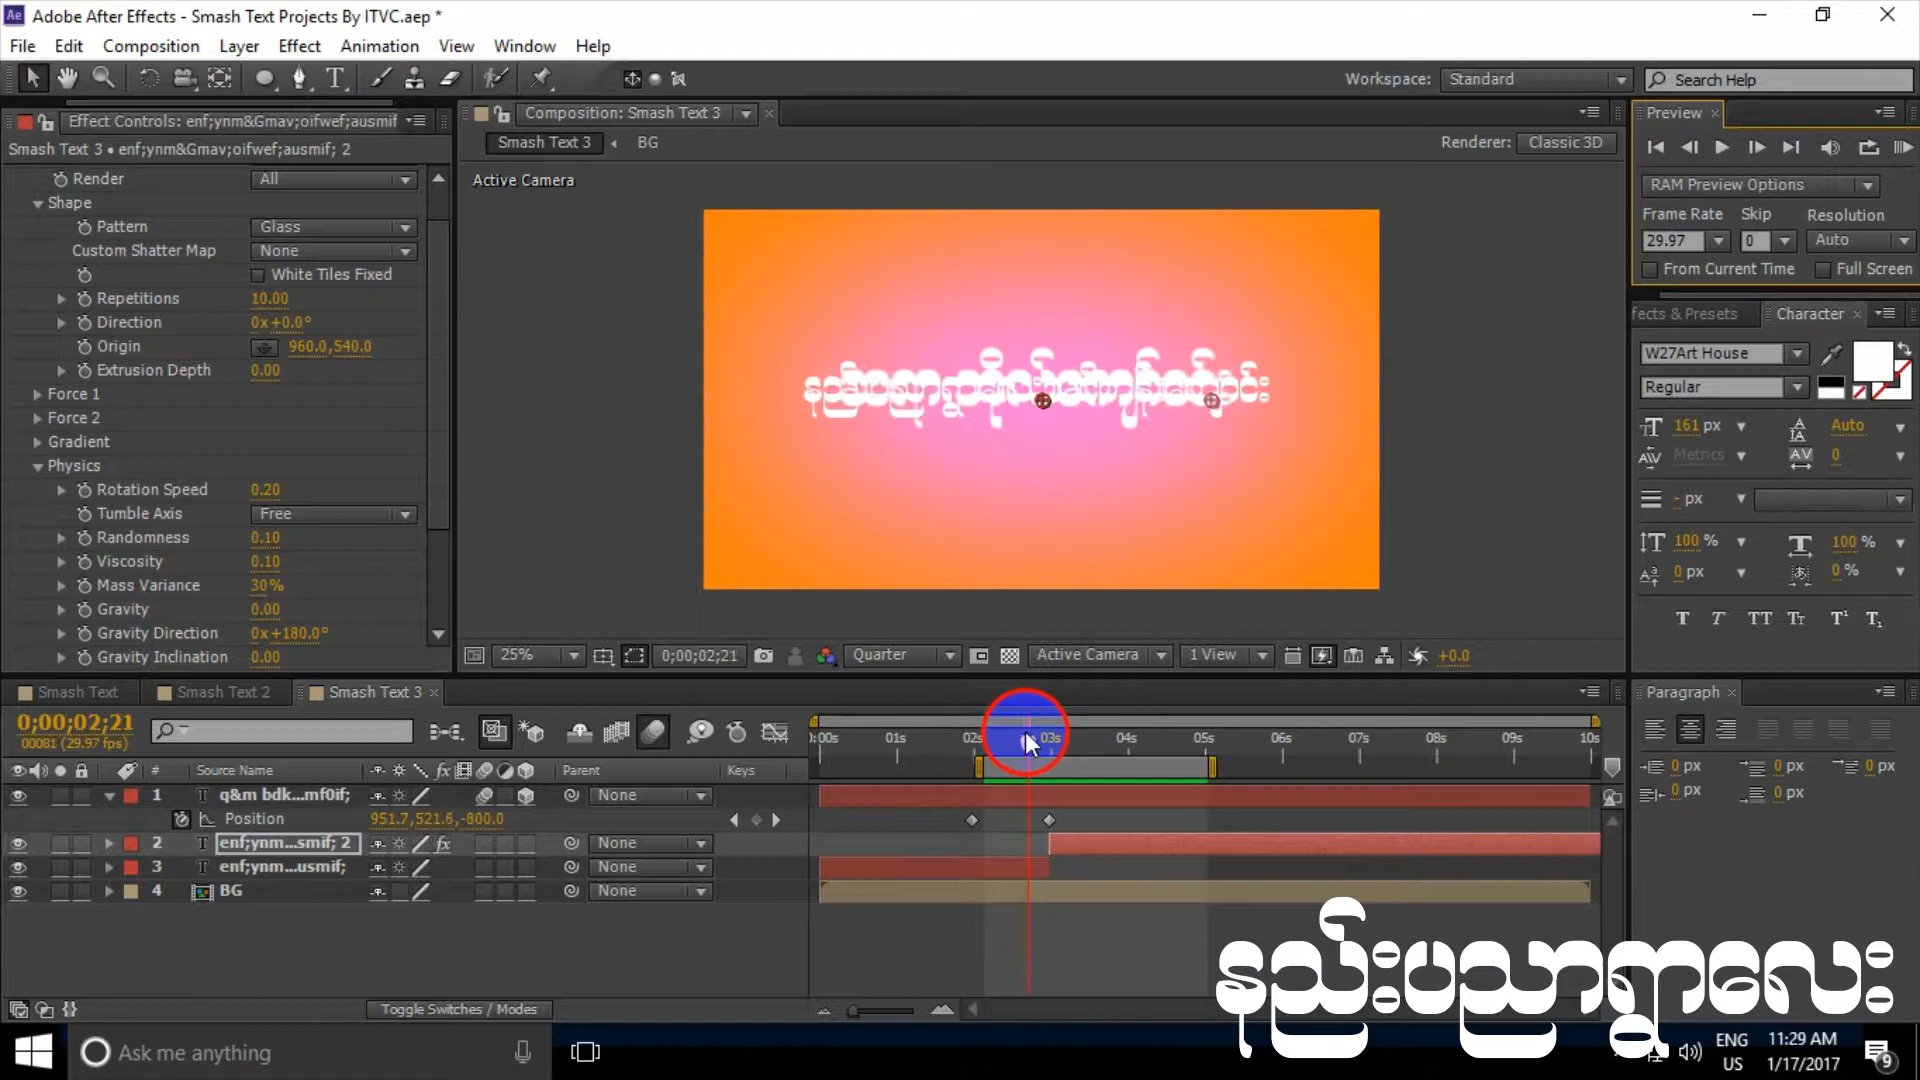 Adobe After Effects - Smash Text Projects By ITVC.aep *
File Edit Composition Layer Effect Animation View Window Help
Workspace: Standard
Search Help
Effect Controls: enf;ynm&Gmav;oifwef;ausmif
Smash Text 3 • enf;ynm&Gmav;oifwef;ausmif; 2
Render All
Shape
Pattern Glass
Custom Shatter Map None
White Tiles Fixed
Repetitions 10.00
Direction 0x+0.0°
Origin 960.0,540.0
Extrusion Depth 0.00
Force 1
Force 2
Gradient
Physics
Rotation Speed 0.20
Tumble Axis Free
Randomness 0.10
Viscosity 0.10
Mass Variance 30%
Gravity 0.00
Gravity Direction 0x+180.0°
Gravity Inclination 0.00
Composition: Smash Text 3
Smash Text 3 BG
Renderer: Classic 3D
Active Camera
25% 0;00;02;21 Quarter Active Camera 1 View +0.0
Preview
RAM Preview Options
Frame Rate Skip Resolution
29.97 0 Auto
From Current Time Full Screen
fects & Presets Character
W27Art House
Regular
161 px Auto
Metrics 0
- px
100 % 100 %
0 px 0 %
Smash Text Smash Text 2 Smash Text 3
0;00;02;21
00081 (29.97 fps)
0:00s 01s 02s 03s 04s 05s 06s 07s 08s 09s 10s
# Source Name Parent Keys
1 q&m bdk...mf0if; None
Position 951.7,521.6,-800.0
2 enf;ynm...smif; 2 None
3 enf;ynm...usmif; None
4 BG None
Toggle Switches / Modes
Paragraph
0 px 0 px 0 px
0 px 0 px
နည်းပညာရွာလေး
Ask me anything
ENG
US
11:29 AM
1/17/2017
9